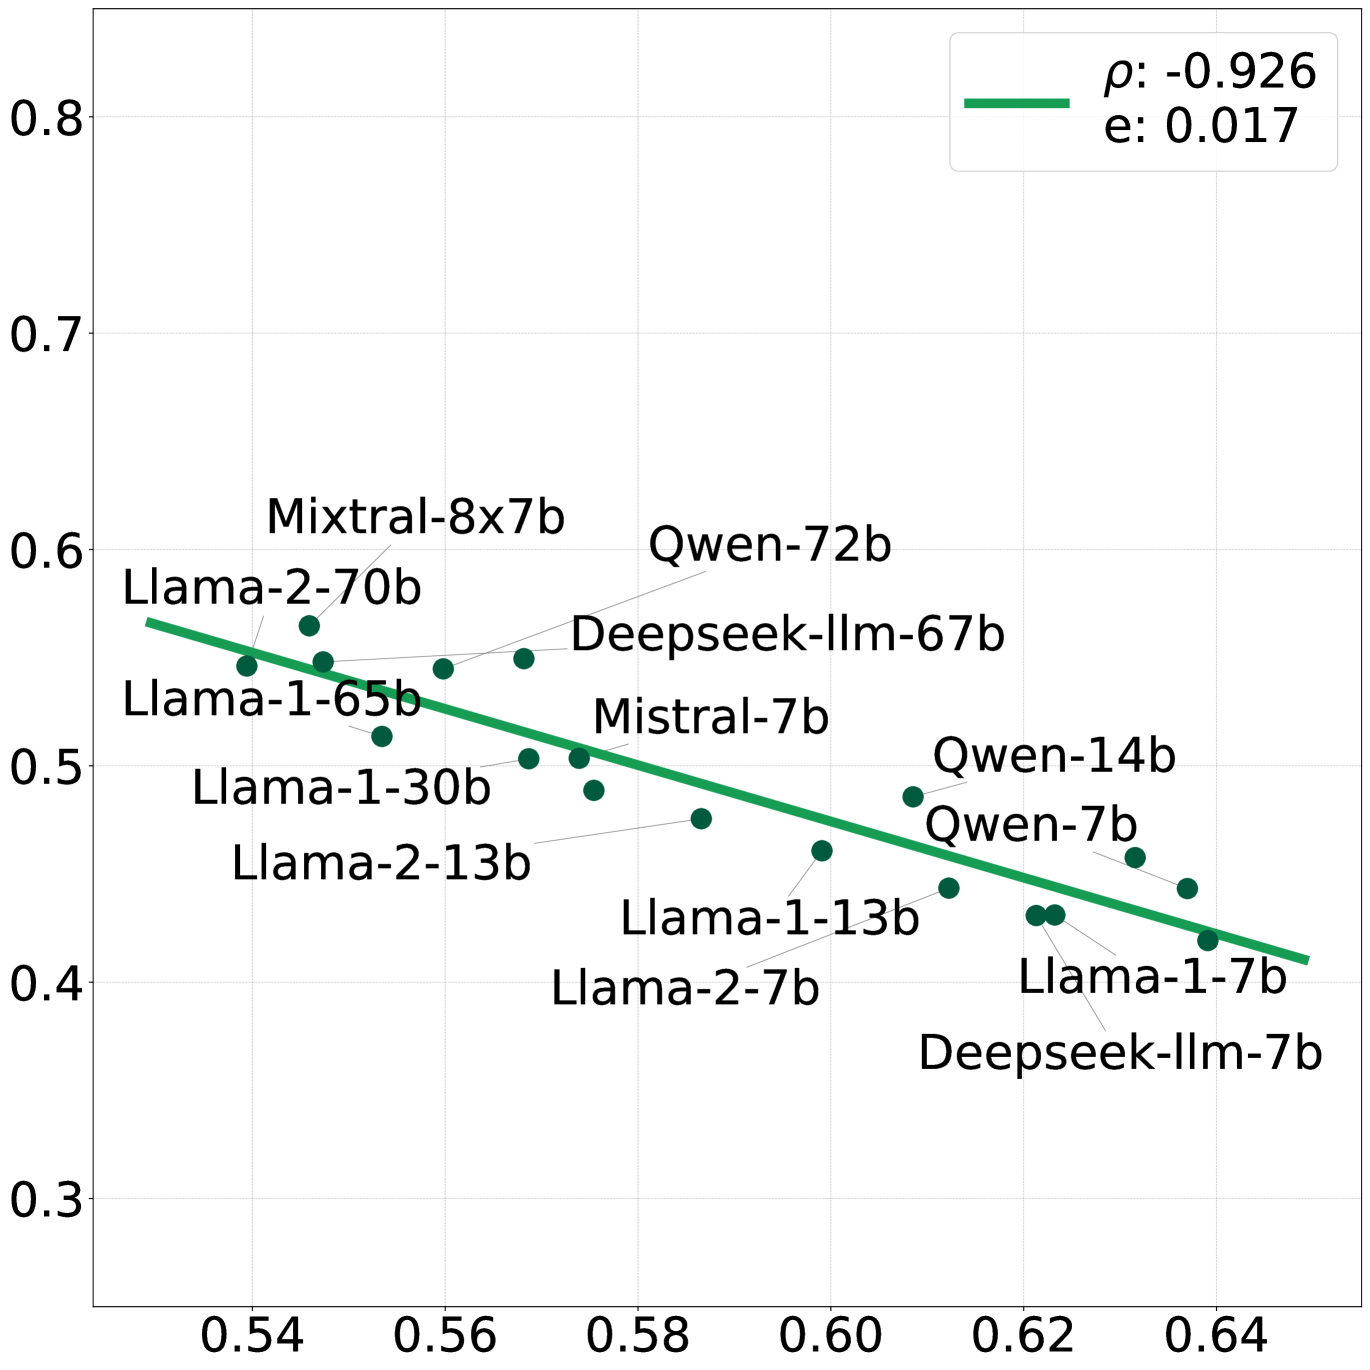 ρ: -0.926
e: 0.017
0.8
0.7
0.6
0.5
0.4
0.3
Mixtral-8x7b
Qwen-72b
Llama-2-70b
Deepseek-llm-67b
Llama-1-65b
Mistral-7b
Qwen-14b
Llama-1-30b
Qwen-7b
Llama-2-13b
Llama-1-13b
Llama-1-7b
Llama-2-7b
Deepseek-llm-7b
0.54 0.56 0.58 0.60 0.62 0.64